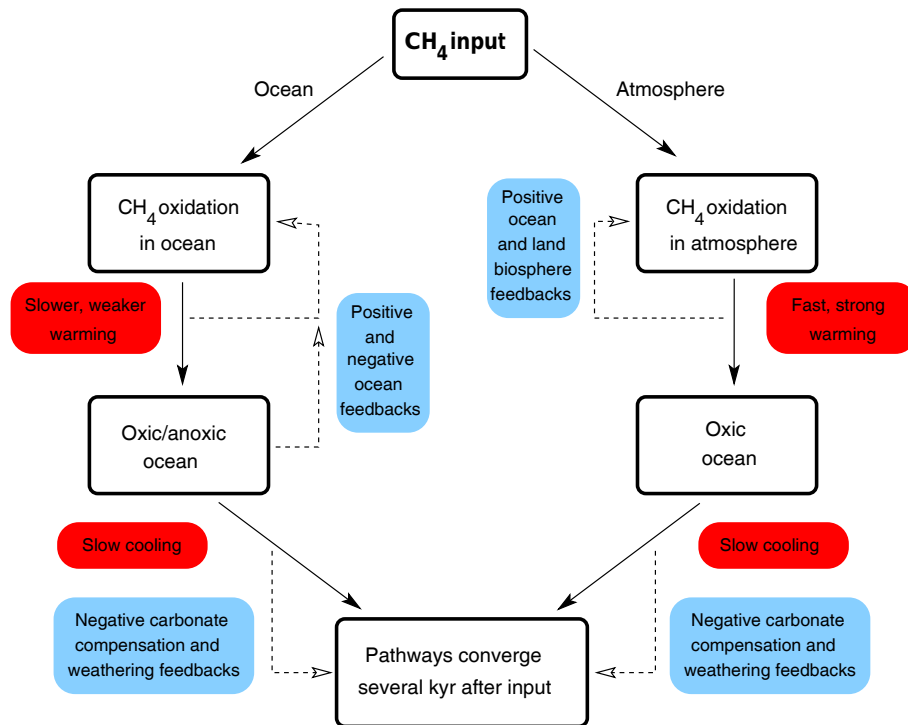 CH4 input
Ocean
Atmosphere
CH4 oxidation
in ocean
Positive
ocean
and land
biosphere
feedbacks
CH4 oxidation
in atmosphere
Slower, weaker
warming
Positive
and
negative
ocean
feedbacks
Fast, strong
warming
Oxic/anoxic
ocean
Oxic
ocean
Slow cooling
Slow cooling
Negative carbonate
compensation and
weathering feedbacks
Pathways converge
several kyr after input
Negative carbonate
compensation and
weathering feedbacks